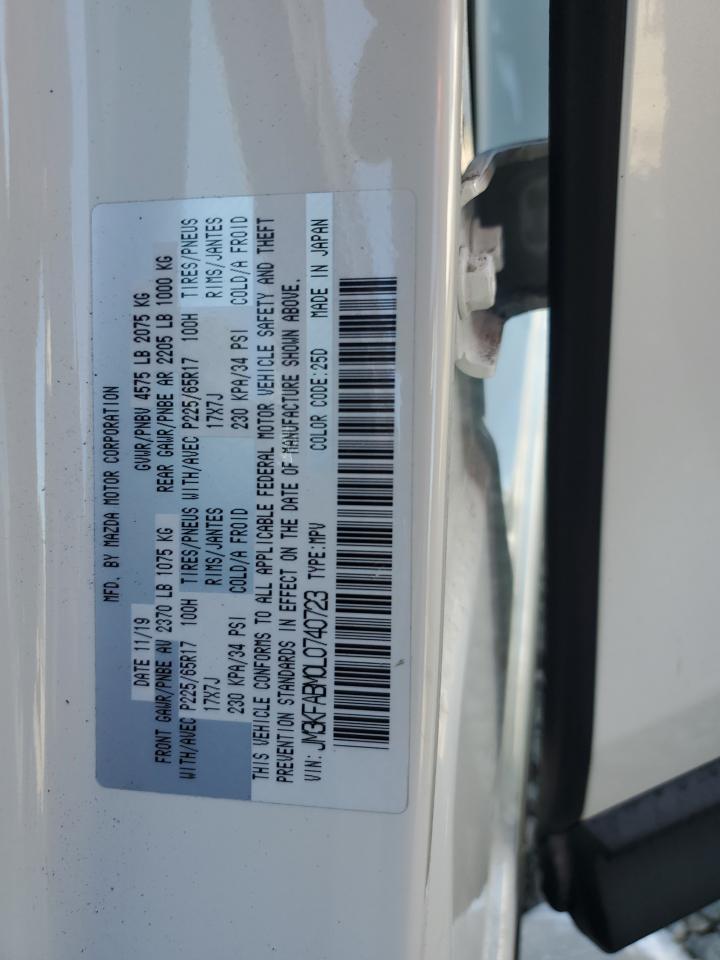 MFD. BY MAZDA MOTOR CORPORATION
DATE 11/19 GVWR/PNBV 4575 LB 2075 KG
FRONT GAWR/PNBE AV 2370 LB 1075 KG REAR GAWR/PNBE AR 2205 LB 1000 KG
WITH/AVEC P225/65R17 100H TIRES/PNEUS WITH/AVEC P225/65R17 100H TIRES/PNEUS
17X7J RIMS/JANTES 17X7J RIMS/JANTES
230 KPA/34 PSI COLD/A FROID 230 KPA/34 PSI COLD/A FROID
THIS VEHICLE CONFORMS TO ALL APPLICABLE FEDERAL MOTOR VEHICLE SAFETY AND THEFT
PREVENTION STANDARDS IN EFFECT ON THE DATE OF MANUFACTURE SHOWN ABOVE.
VIN: JM3KFABM0L0740723 TYPE:MPV COLOR CODE:25D MADE IN JAPAN